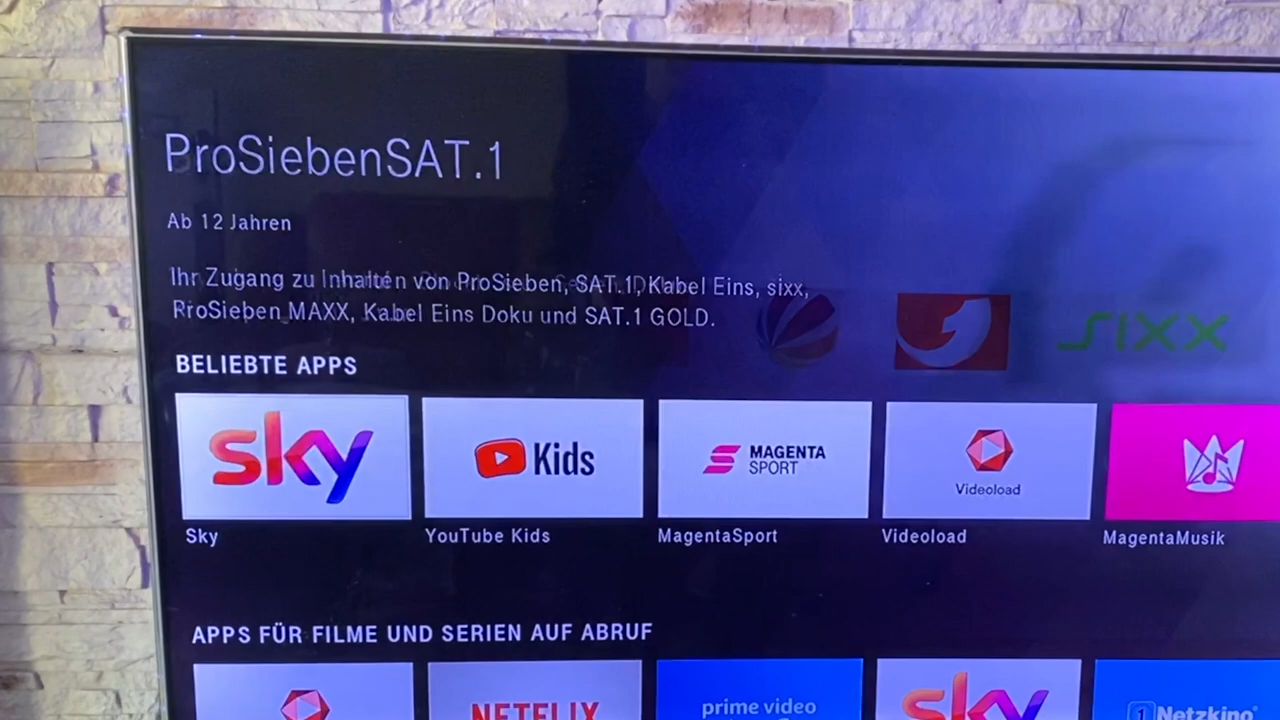 ProSiebenSAT.1
Ab 12 Jahren
Ihr Zugang zu Inhalten von ProSieben, SAT.1, Kabel Eins, sixx,
ProSieben MAXX, Kabel Eins Doku und SAT.1 GOLD.
sixx
BELIEBTE APPS
sky
Kids
MAGENTA
SPORT
Videoload
Sky
YouTube Kids
MagentaSport
Videoload
MagentaMusik
APPS FÜR FILME UND SERIEN AUF ABRUF
NETFLIX
prime video
sky
1 Netzkino